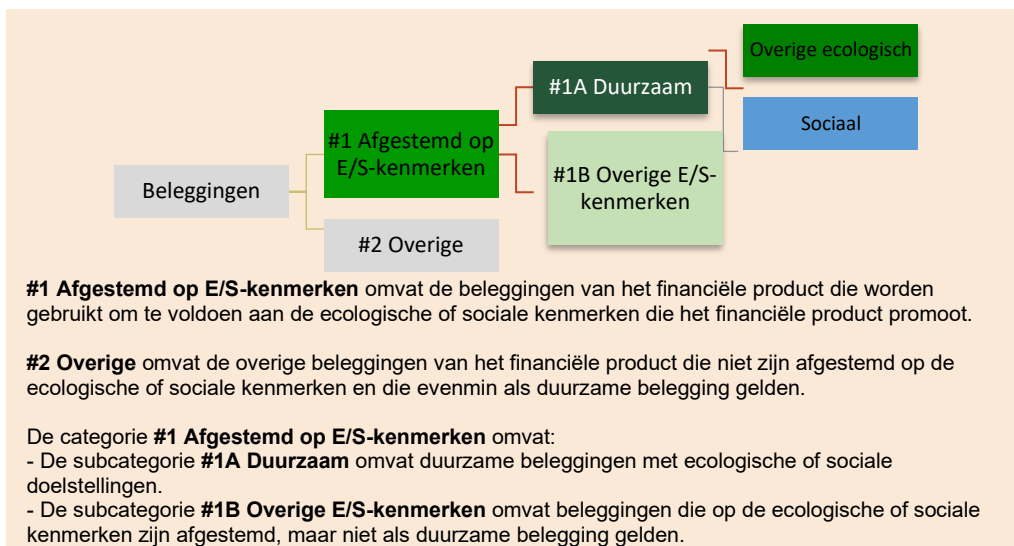 Overige ecologisch
#1A Duurzaam
Sociaal
#1 Afgestemd op
E/S-kenmerken
#1B Overige E/S-
kenmerken
Beleggingen
#2 Overige
#1 Afgestemd op E/S-kenmerken omvat de beleggingen van het financiële product die worden
gebruikt om te voldoen aan de ecologische of sociale kenmerken die het financiële product promoot.
#2 Overige omvat de overige beleggingen van het financiële product die niet zijn afgestemd op de
ecologische of sociale kenmerken en die evenmin als duurzame belegging gelden.
De categorie #1 Afgestemd op E/S-kenmerken omvat:
- De subcategorie #1A Duurzaam omvat duurzame beleggingen met ecologische of sociale
doelstellingen.
- De subcategorie #1B Overige E/S-kenmerken omvat beleggingen die op de ecologische of sociale
kenmerken zijn afgestemd, maar niet als duurzame belegging gelden.